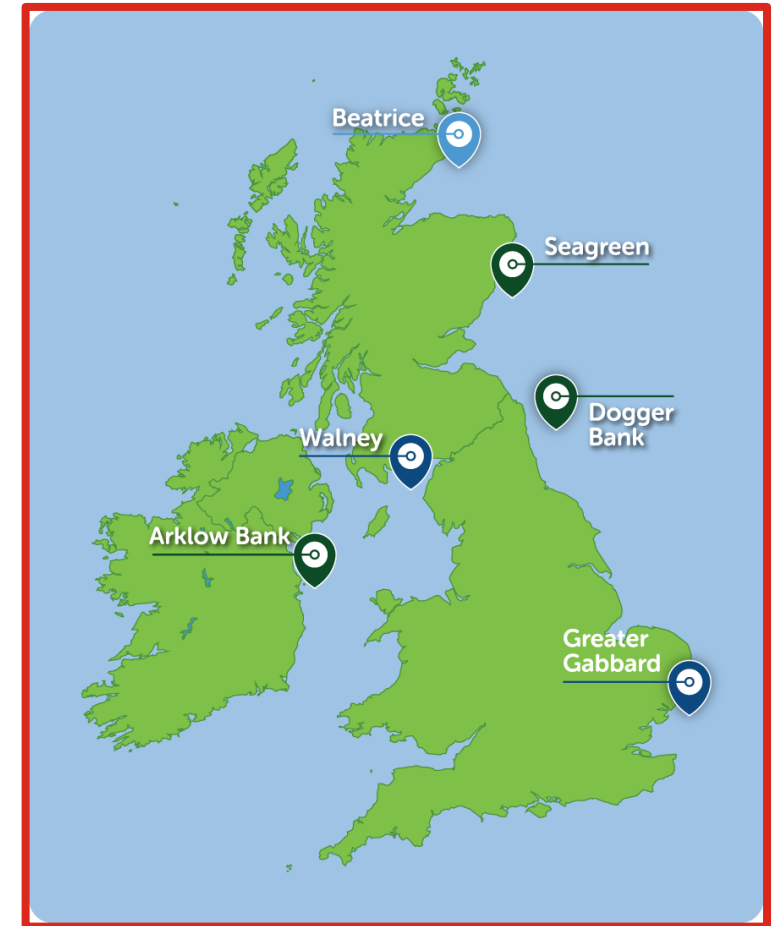 Beatrice
Seagreen
Dogger
Bank
Walney
Arklow Bank
Greater
Gabbard